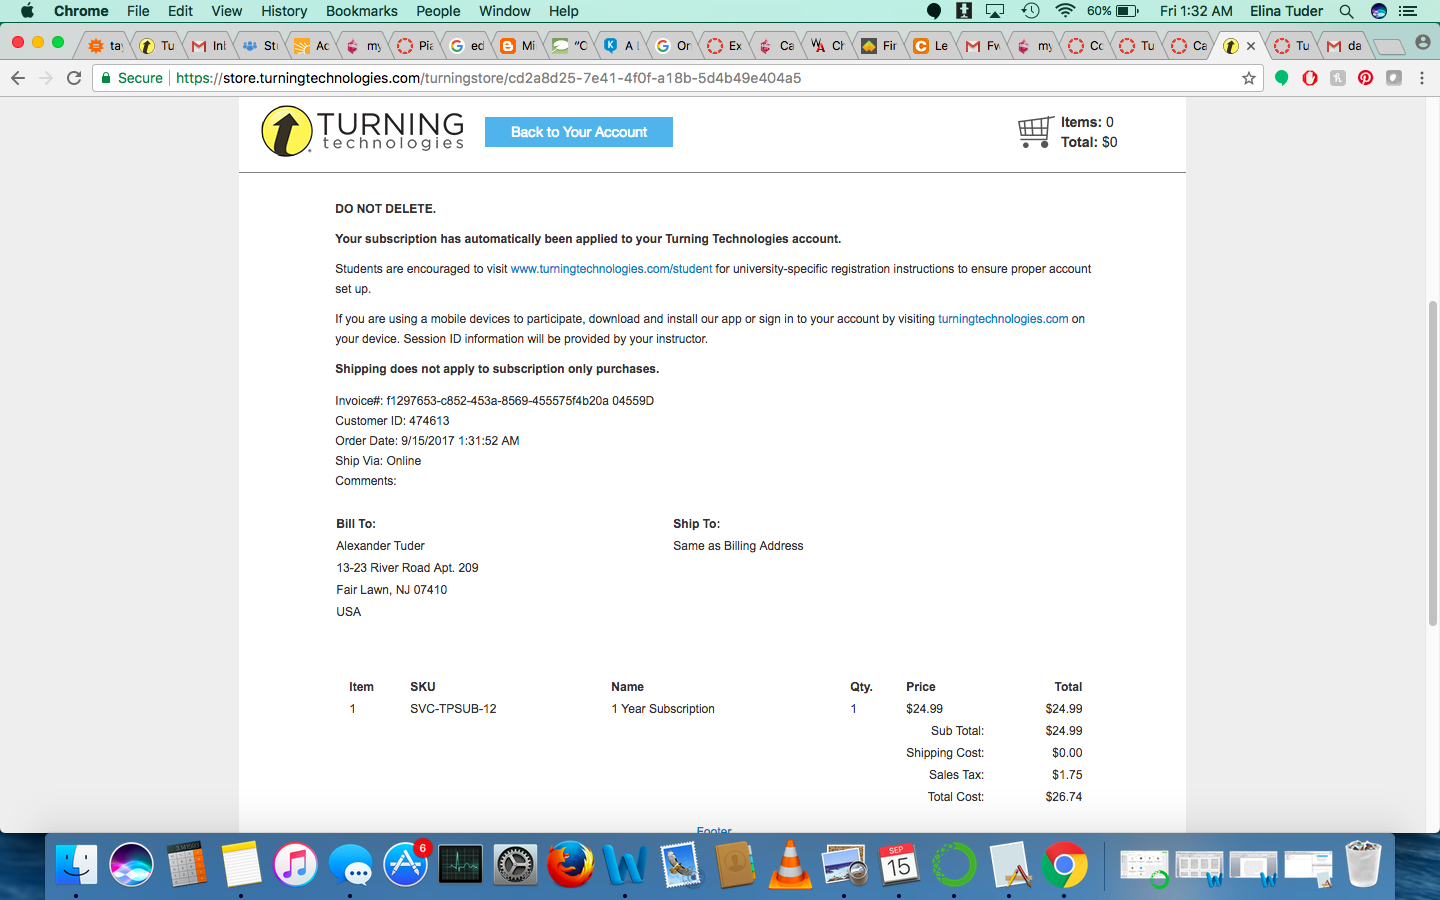 Chrome File Edit View History Bookmarks People Window Help 60% Fri 1:32 AM Elina Tuder
ta Tu In St Ac my Pia ed Mi "C A L Or Ex Ca Ch Fir Le Fw my Cc Tu Ca Tu da
Secure https://store.turningtechnologies.com/turningstore/cd2a8d25-7e41-4f0f-a18b-5d4b49e404a5
TURNING
technologies
Back to Your Account
Items: 0
Total: $0
DO NOT DELETE.
Your subscription has automatically been applied to your Turning Technologies account.
Students are encouraged to visit www.turningtechnologies.com/student for university-specific registration instructions to ensure proper account
set up.
If you are using a mobile devices to participate, download and install our app or sign in to your account by visiting turningtechnologies.com on
your device. Session ID information will be provided by your instructor.
Shipping does not apply to subscription only purchases.
Invoice#: f1297653-c852-453a-8569-455575f4b20a 04559D
Customer ID: 474613
Order Date: 9/15/2017 1:31:52 AM
Ship Via: Online
Comments:
Bill To: Ship To:
Alexander Tuder Same as Billing Address
13-23 River Road Apt. 209
Fair Lawn, NJ 07410
USA
Item SKU Name Qty. Price Total
1 SVC-TPSUB-12 1 Year Subscription 1 $24.99 $24.99
Sub Total: $24.99
Shipping Cost: $0.00
Sales Tax: $1.75
Total Cost: $26.74
Footer
6
SEP
15